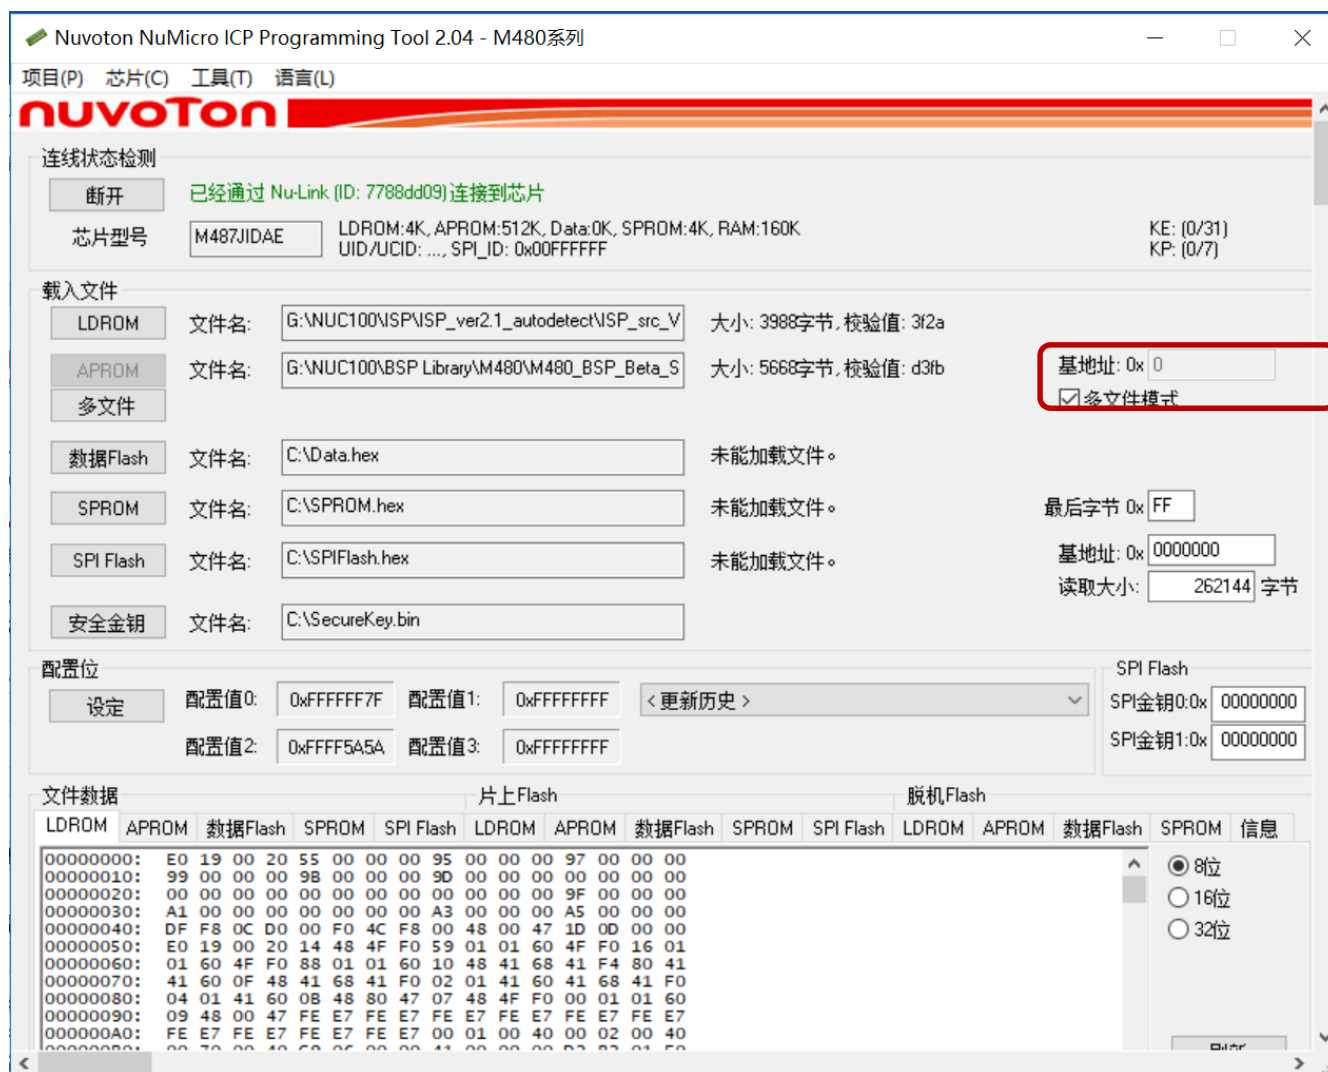 Nuvoton NuMicro ICP Programming Tool 2.04 - M480系列
项目(P) 芯片(C) 工具(T) 语言(L)
nuvoTon
连线状态检测
断开 已经通过 Nu-Link (ID: 7788dd09)连接到芯片
芯片型号 M487JIDAE LDROM:4K, APROM:512K, Data:0K, SPROM:4K, RAM:160K KE: (0/31)
UID/UCID: ..., SPI_ID: 0x00FFFFFF KP: (0/7)
载入文件
LDROM 文件名: G:\NUC100\ISP\ISP_ver2.1_autodetect\ISP_src_V 大小: 3988字节, 校验值: 3f2a
APROM 文件名: G:\NUC100\BSP Library\M480\M480_BSP_Beta_S 大小: 5668字节, 校验值: d3fb 基地址: 0x 0
多文件 多文件模式
数据Flash 文件名: C:\Data.hex 未能加载文件。
SPROM 文件名: C:\SPROM.hex 未能加载文件。 最后字节 0x FF
SPI Flash 文件名: C:\SPIFlash.hex 未能加载文件。 基地址: 0x 0000000
读取大小: 262144 字节
安全金钥 文件名: C:\SecureKey.bin
配置位 SPI Flash
设定 配置值0: 0xFFFFFF7F 配置值1: 0xFFFFFFFF <更新历史> SPI金钥0:0x 00000000
配置值2: 0xFFFF5A5A 配置值3: 0xFFFFFFFF SPI金钥1:0x 00000000
文件数据 片上Flash 脱机Flash
LDROM APROM 数据Flash SPROM SPI Flash LDROM APROM 数据Flash SPROM SPI Flash LDROM APROM 数据Flash SPROM 信息
00000000: E0 19 00 20 55 00 00 00 95 00 00 00 97 00 00 00
00000010: 99 00 00 00 9B 00 00 00 9D 00 00 00 00 00 00 00
00000020: 00 00 00 00 00 00 00 00 00 00 00 00 9F 00 00 00
00000030: A1 00 00 00 00 00 00 00 A3 00 00 00 A5 00 00 00
00000040: DF F8 0C D0 00 F0 4C F8 00 48 00 47 1D 0D 00 00
00000050: E0 19 00 20 14 48 4F F0 59 01 01 60 4F F0 16 01
00000060: 01 60 4F F0 88 01 01 60 10 48 41 68 41 F4 80 41
00000070: 41 60 0F 48 41 68 41 F0 02 01 41 60 41 68 41 F0
00000080: 04 01 41 60 0B 48 80 47 07 48 4F F0 00 01 01 60
00000090: 09 48 00 47 FE E7 FE E7 FE E7 FE E7 FE E7 FE E7
000000A0: FE E7 FE E7 FE E7 FE E7 00 01 00 40 00 02 00 40
8位
16位
32位
刷新